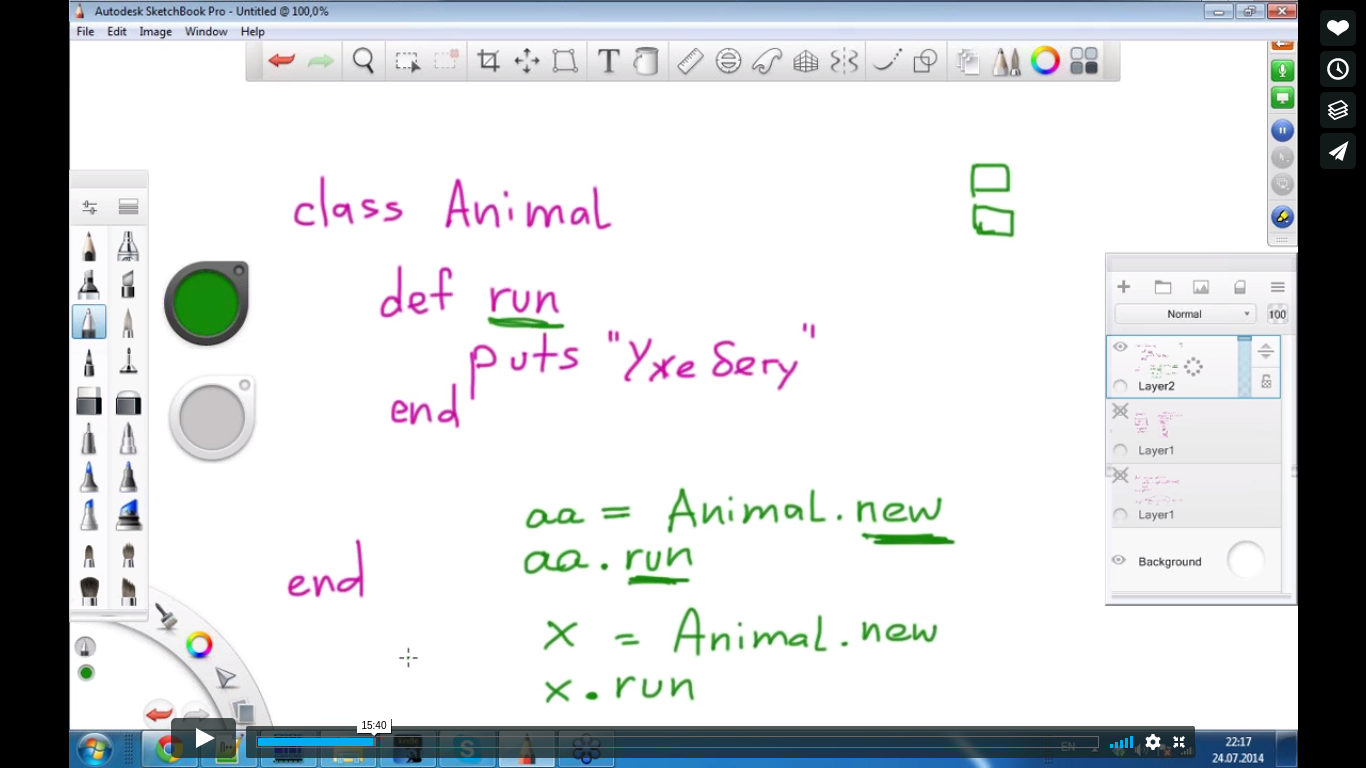 Autodesk SketchBook Pro - Untitled @ 100,0%
File Edit Image Window Help
class Animal
def run
puts "Уже бегу"
end
aa = Animal.new
aa.run
end
x = Animal.new
x.run
Normal 100
Layer2
Layer1
Layer1
Background
15:40
EN
22:17
24.07.2014